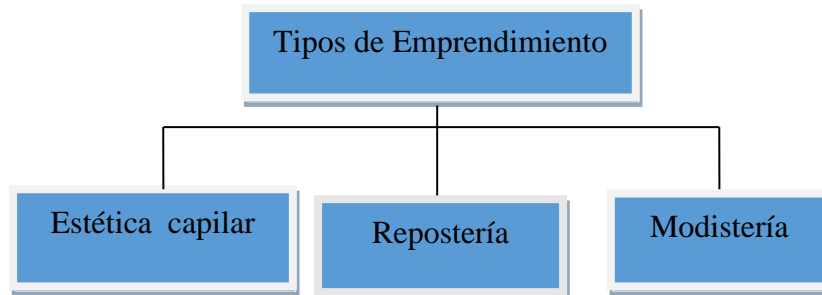 Tipos de Emprendimiento
Estética capilar
Repostería
Modistería